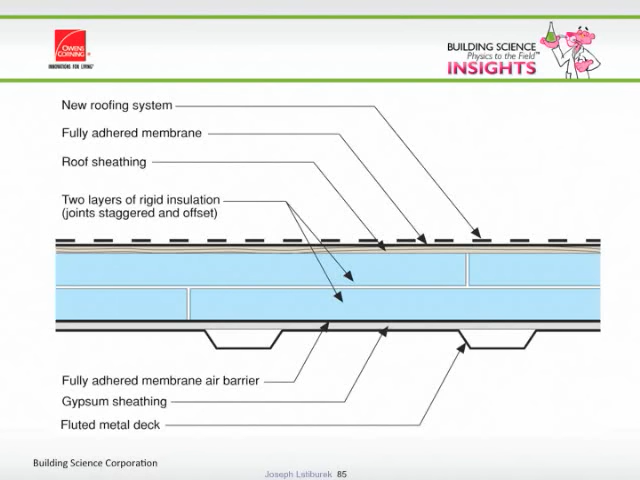 OWENS
CORNING
INNOVATIONS FOR LIVING
BUILDING SCIENCE
Physics to the Field™
INSIGHTS
New roofing system
Fully adhered membrane
Roof sheathing
Two layers of rigid insulation
(joints staggered and offset)
Fully adhered membrane air barrier
Gypsum sheathing
Fluted metal deck
Building Science Corporation
Joseph Lstiburek 85